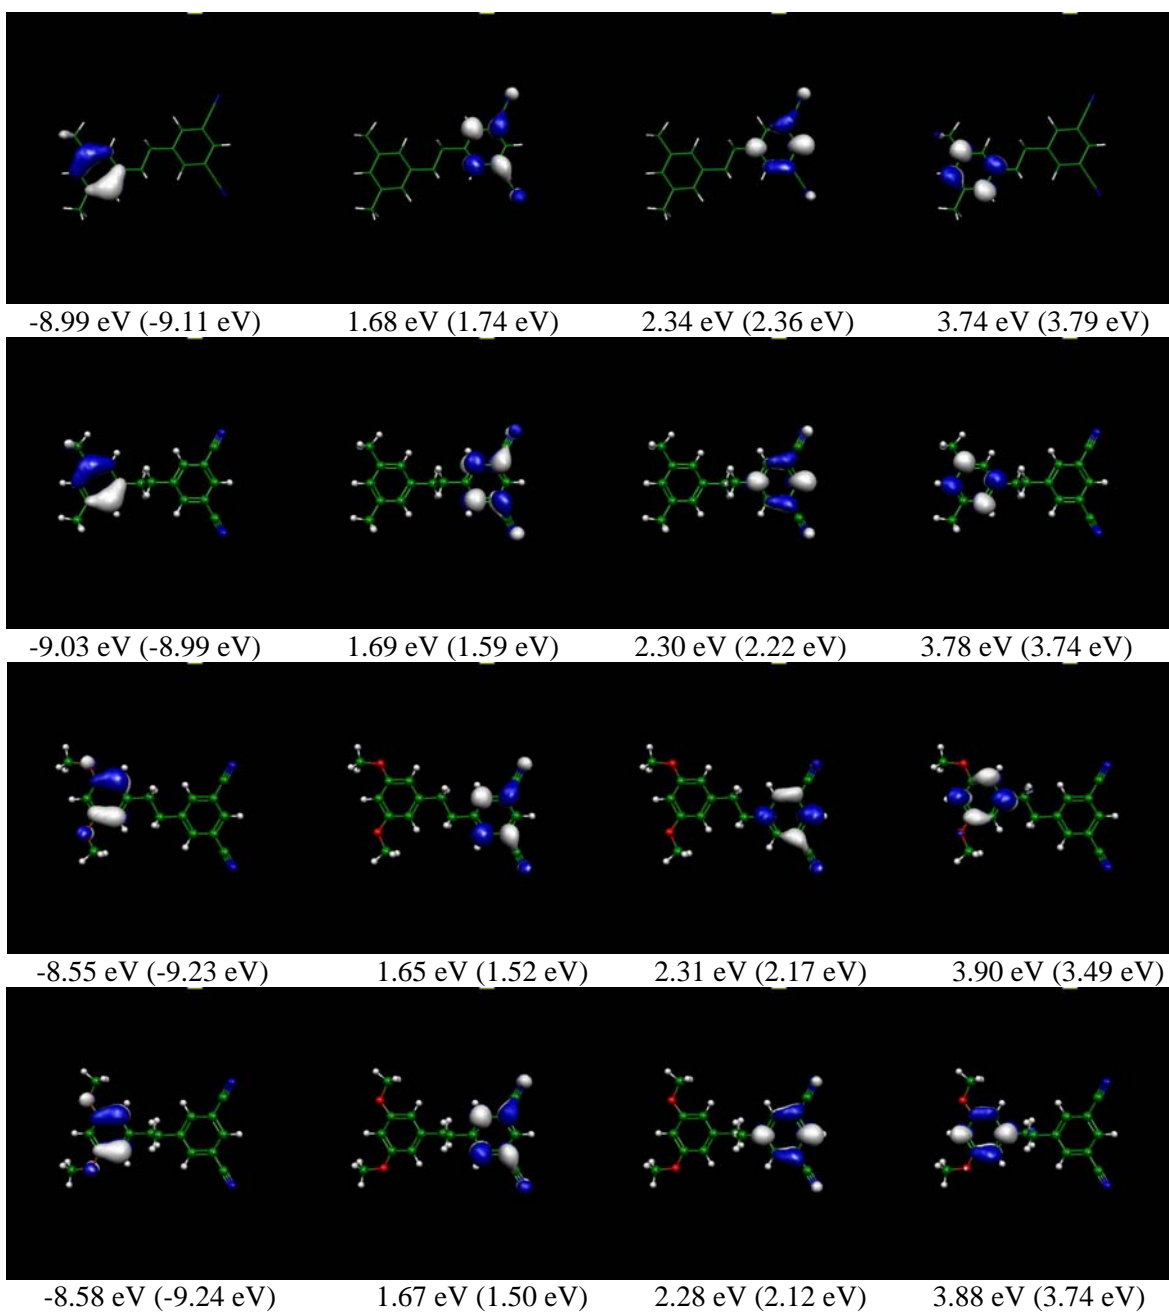 -8.99 eV (-9.11 eV) 1.68 eV (1.74 eV) 2.34 eV (2.36 eV) 3.74 eV (3.79 eV)
-9.03 eV (-8.99 eV) 1.69 eV (1.59 eV) 2.30 eV (2.22 eV) 3.78 eV (3.74 eV)
-8.55 eV (-9.23 eV) 1.65 eV (1.52 eV) 2.31 eV (2.17 eV) 3.90 eV (3.49 eV)
-8.58 eV (-9.24 eV) 1.67 eV (1.50 eV) 2.28 eV (2.12 eV) 3.88 eV (3.74 eV)